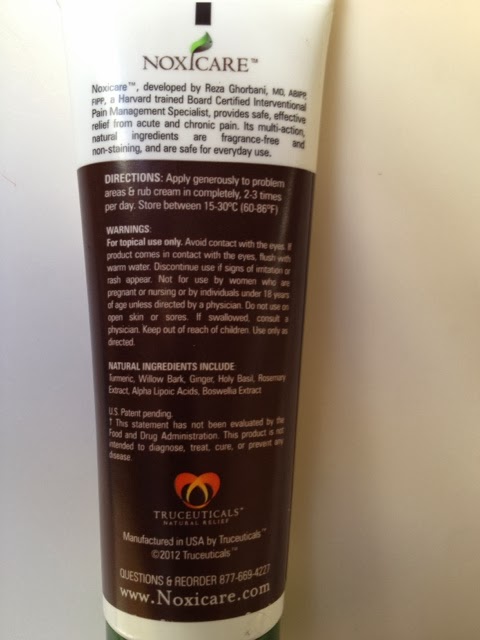 NOXICARE™
Noxicare™, developed by Reza Ghorbani, MD, ABIPP,
FIPP, a Harvard trained Board Certified Interventional
Pain Management Specialist, provides safe, effective
relief from acute and chronic pain. Its multi-action,
natural ingredients are fragrance-free and
non-staining, and are safe for everyday use.
DIRECTIONS: Apply generously to problem
areas & rub cream in completely, 2-3 times
per day. Store between 15-30ºC (60-86ºF)
WARNINGS:
For topical use only. Avoid contact with the eyes. If
product comes in contact with the eyes, flush with
warm water. Discontinue use if signs of irritation or
rash appear. Not for use by women who are
pregnant or nursing or by individuals under 18 years
of age unless directed by a physician. Do not use on
open skin or sores. If swallowed, consult a
physician. Keep out of reach of children. Use only as
directed.
NATURAL INGREDIENTS INCLUDE:
Turmeric, Willow Bark, Ginger, Holy Basil, Rosemary
Extract, Alpha Lipoic Acids, Boswellia Extract
U.S. Patent pending.
† This statement has not been evaluated by the
Food and Drug Administration. This product is not
intended to diagnose, treat, cure, or prevent any
disease.
TRUCEUTICALS™
NATURAL RELIEF
Manufactured in USA by Truceuticals™
©2012 Truceuticals™
QUESTIONS & REORDER 877-669-4227
www.Noxicare.com